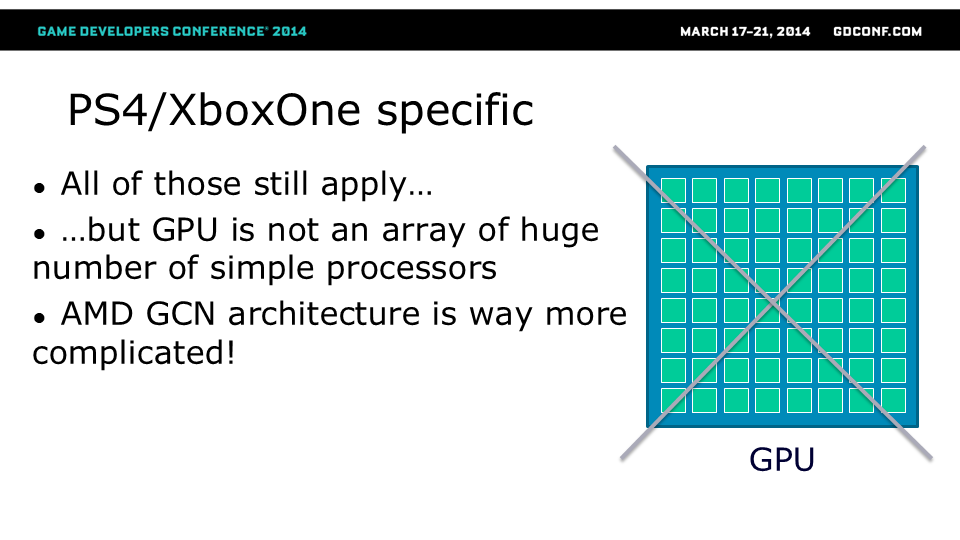 GAME DEVELOPERS CONFERENCE® 2014
MARCH 17–21, 2014 GDCONF.COM
PS4/XboxOne specific
● All of those still apply…
● …but GPU is not an array of huge
number of simple processors
● AMD GCN architecture is way more
complicated!
GPU